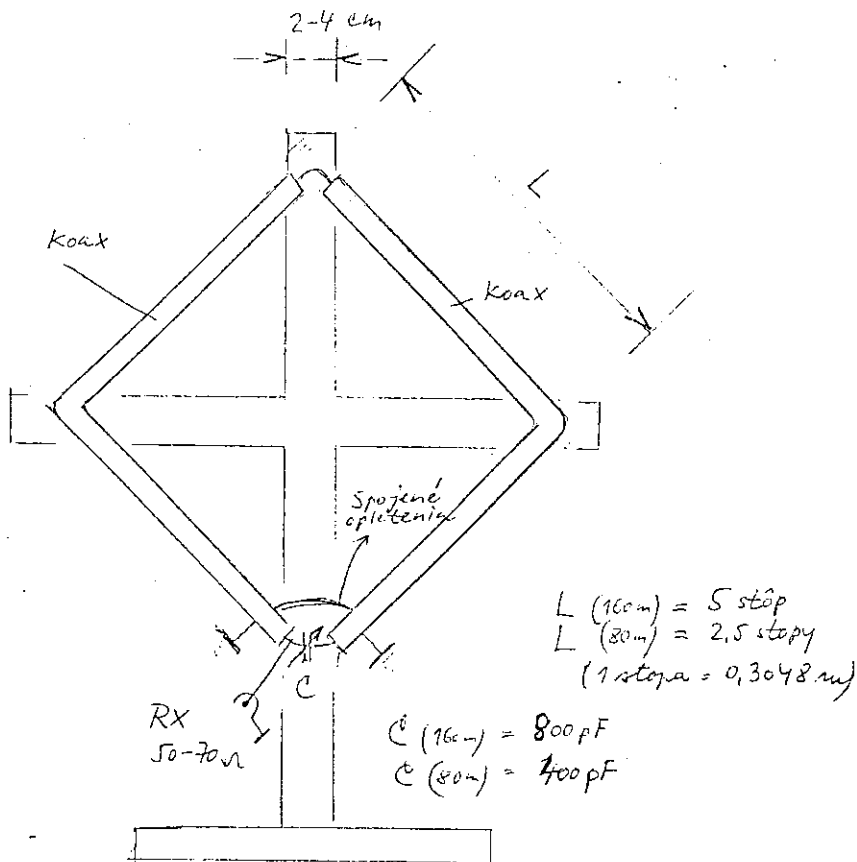 2-4 cm
L
Koax
Koax
Spojené
opletenia
L (160m) = 5 stôp
L (80m) = 2,5 stopy
(1 stopa = 0,3048 m)
C
RX
50-70Ω
C (160m) = 800pF
C (80m) = 400pF